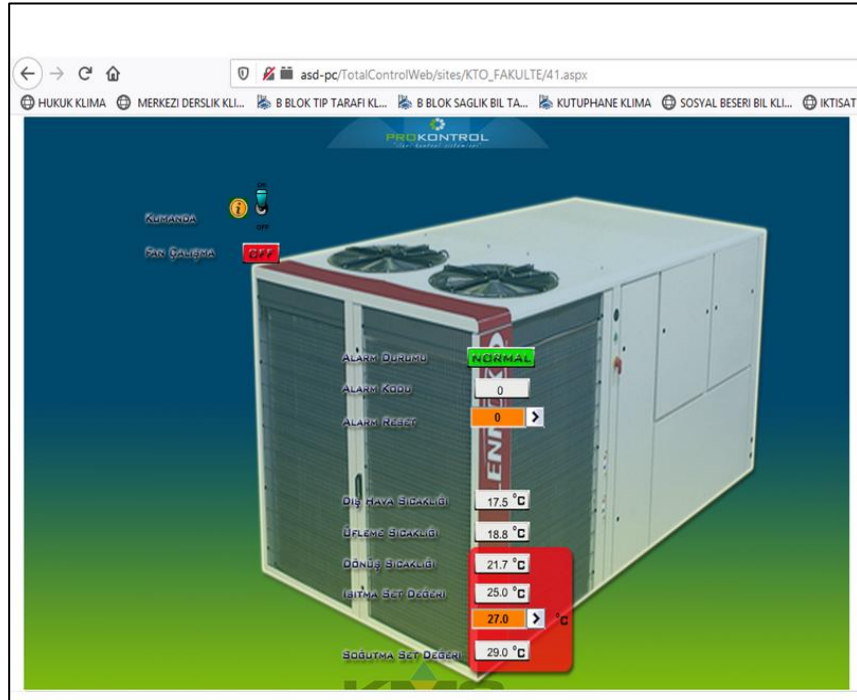 asd-pc/TotalControlWeb/sites/KTO_FAKULTE/41.aspx
HUKUK KLIMA MERKEZI DERSLIK KLI... B BLOK TIP TARAFI KL... B BLOK SAGLIK BIL TA... KUTUPHANE KLIMA SOSYAL BESERI BIL KLI... IKTISAT
PROKONTROL
ON
KUMANDA
OFF
FAN ÇALIŞMA OFF
ALARM DURUMU NORMAL
ALARM KODU 0
ALARM RESET 0 >
LENNOX
DIŞ HAVA SICAKLIĞI 17.5 °C
ÜFLEME SICAKLIĞI 18.8 °C
DÖNÜŞ SICAKLIĞI 21.7 °C
ISITMA SET DEĞERİ 25.0 °C
27.0 > °C
SOĞUTMA SET DEĞERİ 29.0 °C